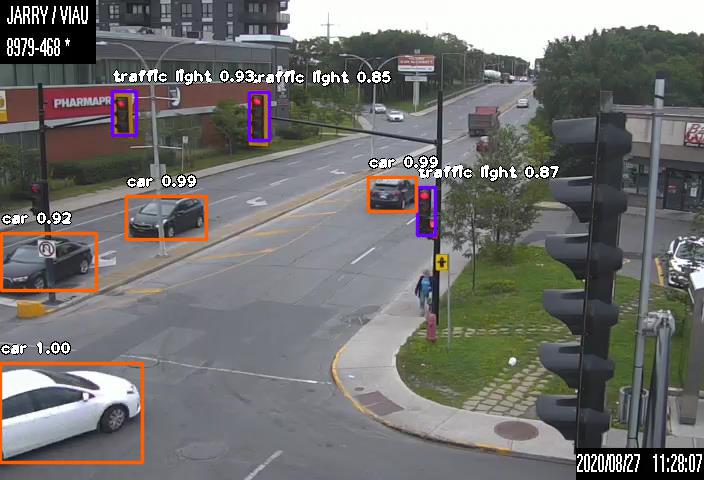 JARRY / VIAU
8979-468 *
traffic light 0.93
traffic light 0.85
PHARMAPR
car 0.99
traffic light 0.87
car 0.99
car 0.92
car 1.00
2020/08/27 11:28:07